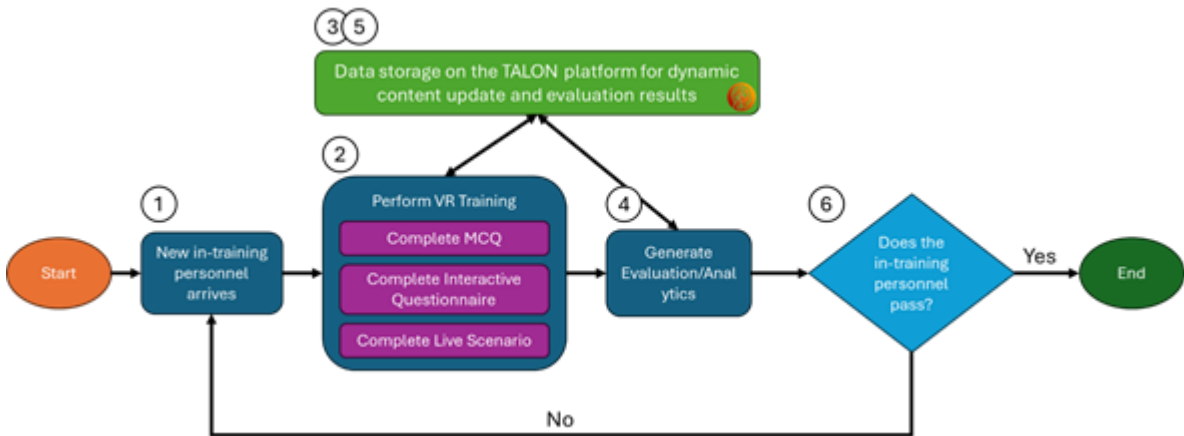 3 5
Data storage on the TALON platform for dynamic
content update and evaluation results
2
Perform VR Training
Complete MCQ
Complete Interactive
Questionnaire
Complete Live Scenario
1
New in-training
personnel
arrives
Start
4
Generate
Evaluation/Anal
ytics
6
Does the
in-training
personnel
pass?
Yes
End
No